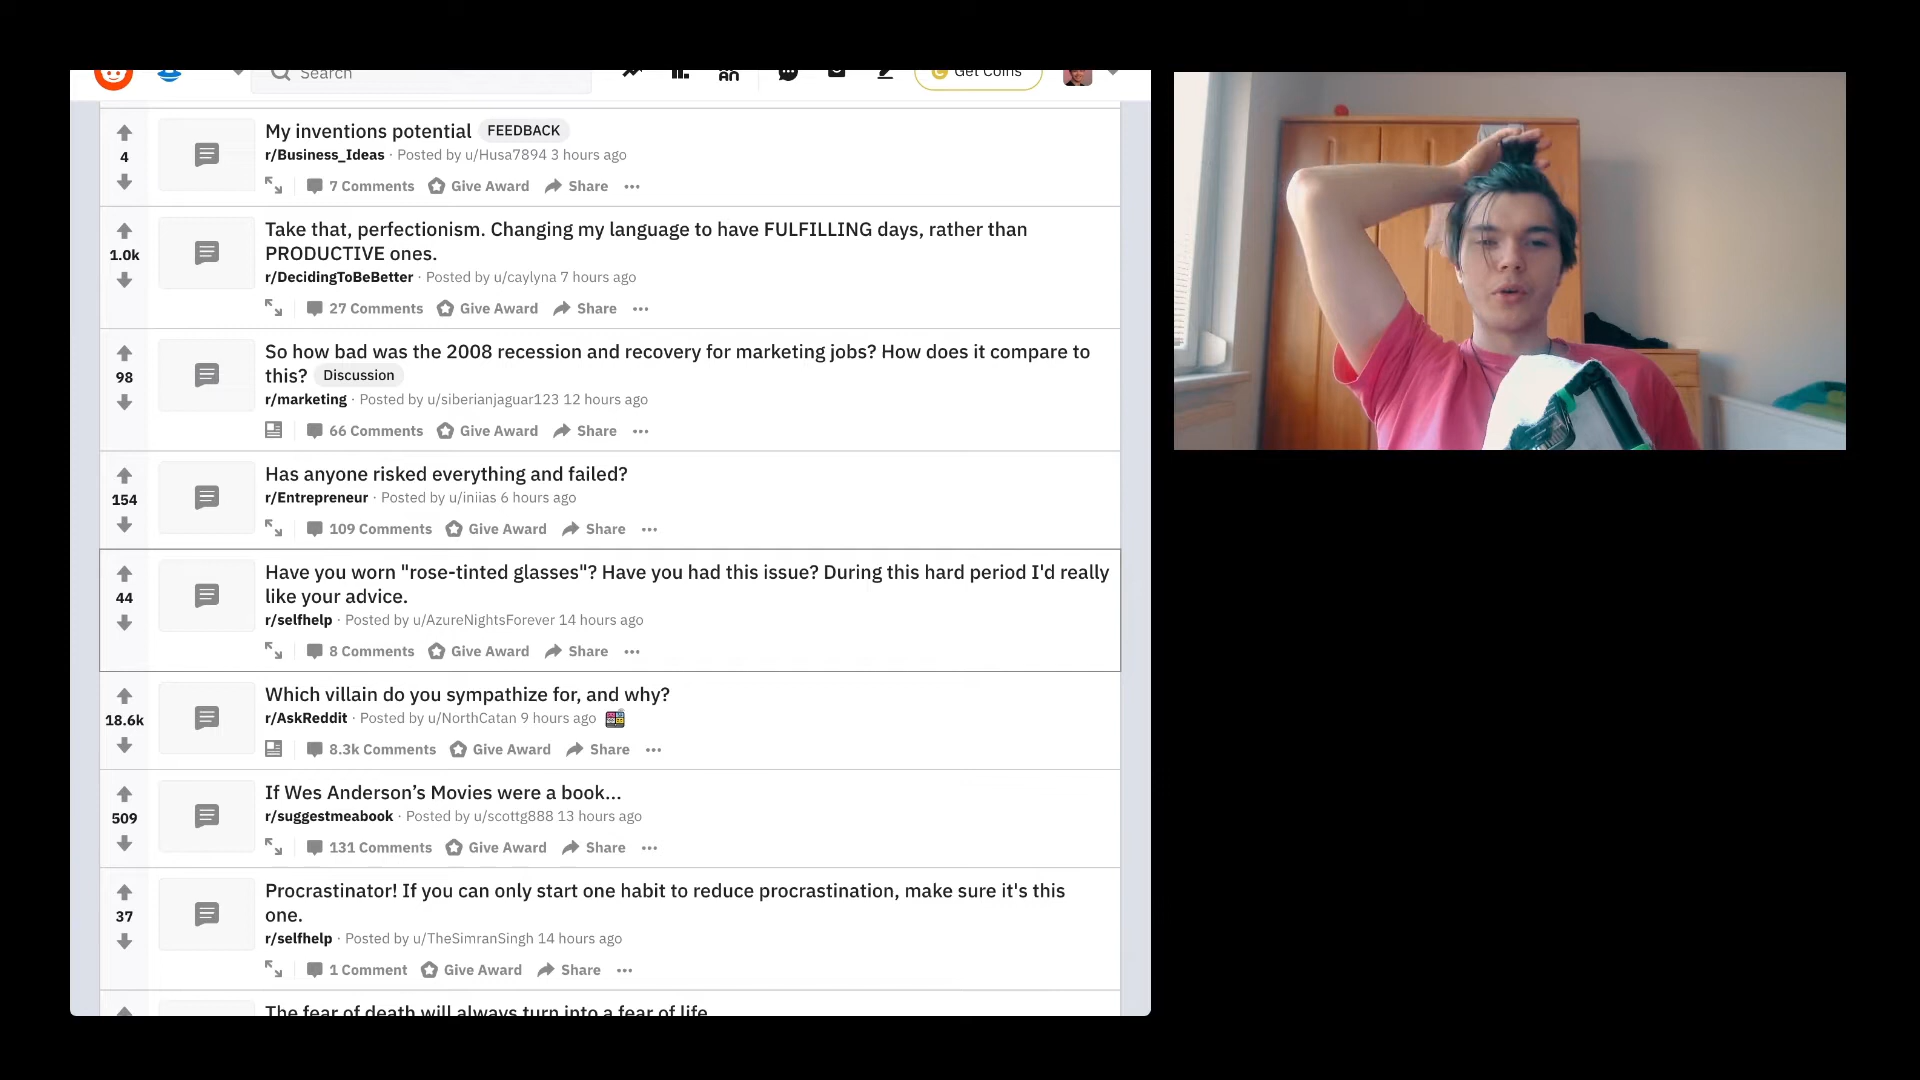 Search
Get Coins
My inventions potential FEEDBACK
4
r/Business_Ideas · Posted by u/Husa7894 3 hours ago
7 Comments Give Award Share
Take that, perfectionism. Changing my language to have FULFILLING days, rather than
PRODUCTIVE ones.
1.0k
r/DecidingToBeBetter · Posted by u/caylyna 7 hours ago
27 Comments Give Award Share
So how bad was the 2008 recession and recovery for marketing jobs? How does it compare to
this? Discussion
98
r/marketing · Posted by u/siberianjaguar123 12 hours ago
66 Comments Give Award Share
Has anyone risked everything and failed?
154
r/Entrepreneur · Posted by u/iniias 6 hours ago
109 Comments Give Award Share
Have you worn "rose-tinted glasses"? Have you had this issue? During this hard period I'd really
like your advice.
44
r/selfhelp · Posted by u/AzureNightsForever 14 hours ago
8 Comments Give Award Share
Which villain do you sympathize for, and why?
18.6k
r/AskReddit · Posted by u/NorthCatan 9 hours ago
8.3k Comments Give Award Share
If Wes Anderson’s Movies were a book...
509
r/suggestmeabook · Posted by u/scottg888 13 hours ago
131 Comments Give Award Share
Procrastinator! If you can only start one habit to reduce procrastination, make sure it's this
one.
37
r/selfhelp · Posted by u/TheSimranSingh 14 hours ago
1 Comment Give Award Share
The fear of death will always turn into a fear of life